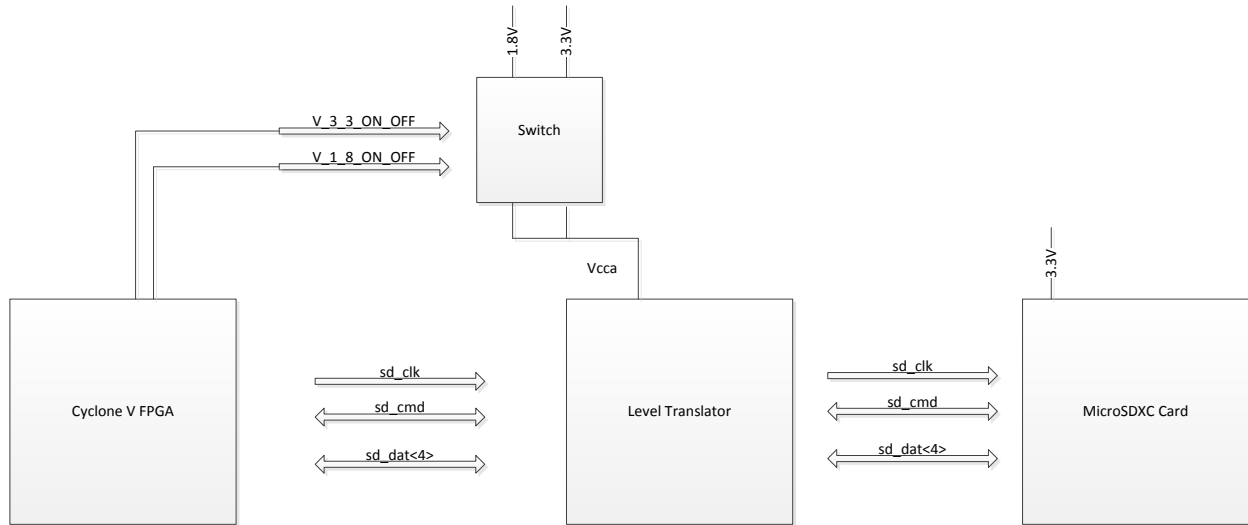 1.8V
3.3V
V_3_3_ON_OFF
Switch
V_1_8_ON_OFF
Vcca
3.3V
sd_clk
sd_clk
Cyclone V FPGA
sd_cmd
Level Translator
sd_cmd
MicroSDXC Card
sd_dat<4>
sd_dat<4>